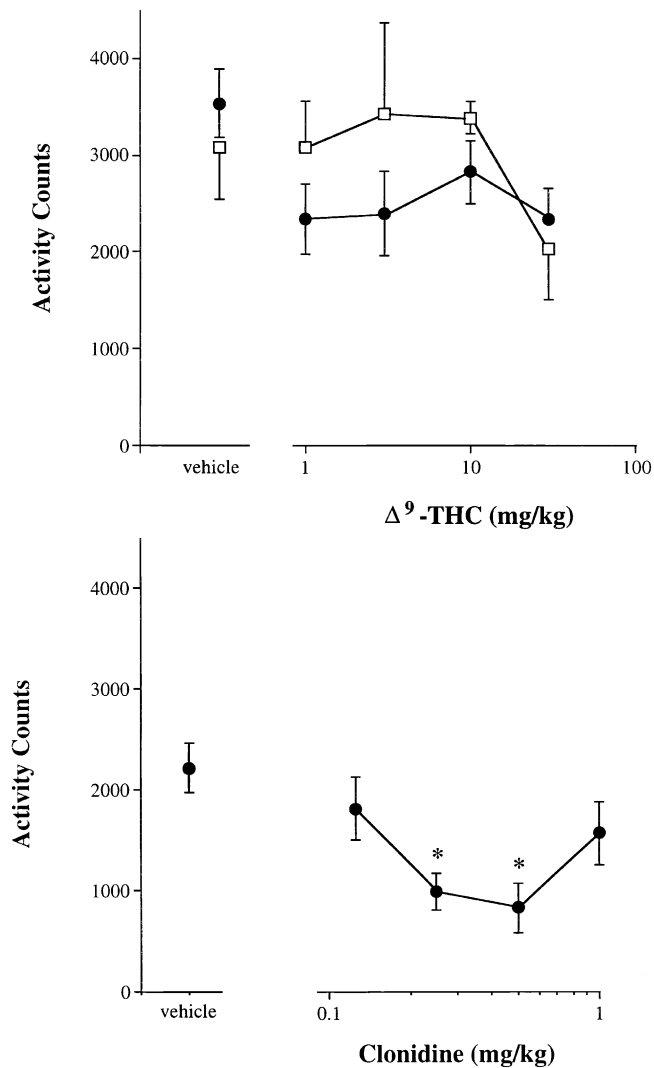 4000
3000
Activity Counts
2000
1000
0
vehicle
1
10
100
Δ⁹-THC (mg/kg)
4000
3000
Activity Counts
2000
*
*
1000
0
vehicle
0.1
1
Clonidine (mg/kg)